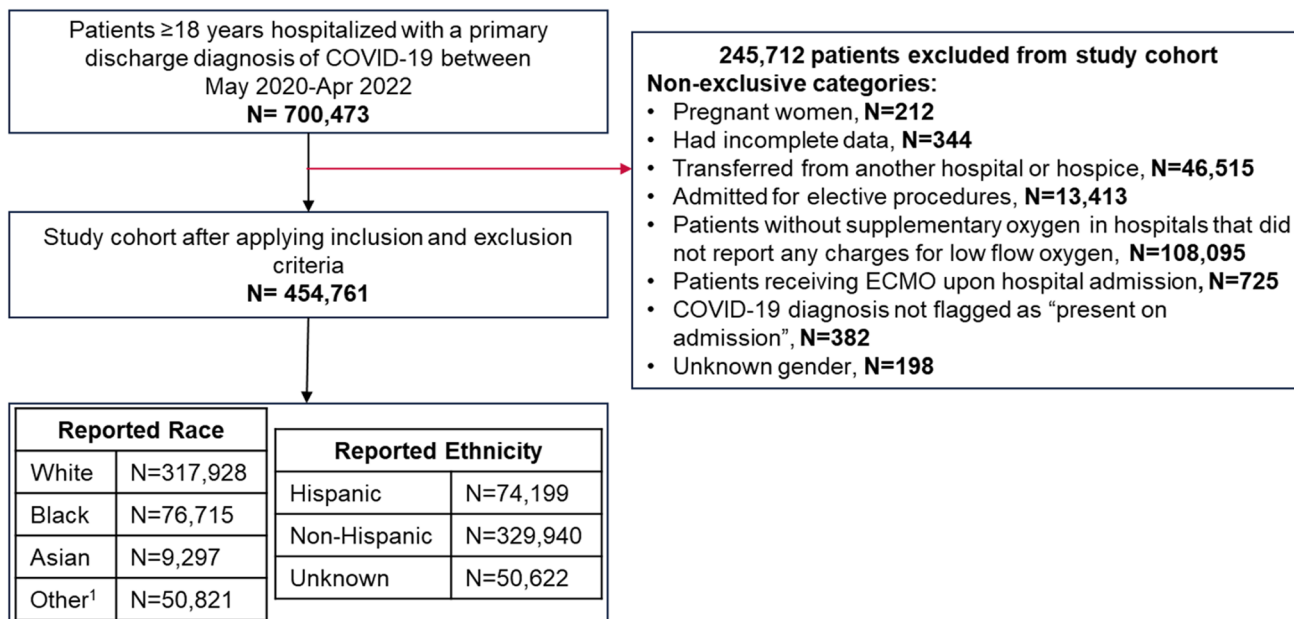 Patients ≥18 years hospitalized with a primary
discharge diagnosis of COVID-19 between
May 2020-Apr 2022
N= 700,473
245,712 patients excluded from study cohort
Non-exclusive categories:
• Pregnant women, N=212
• Had incomplete data, N=344
• Transferred from another hospital or hospice, N=46,515
• Admitted for elective procedures, N=13,413
• Patients without supplementary oxygen in hospitals that did
not report any charges for low flow oxygen, N=108,095
• Patients receiving ECMO upon hospital admission, N=725
• COVID-19 diagnosis not flagged as “present on
admission”, N=382
• Unknown gender, N=198
Study cohort after applying inclusion and exclusion
criteria
N= 454,761
Reported Race
White N=317,928
Black N=76,715
Asian N=9,297
Other¹ N=50,821
Reported Ethnicity
Hispanic N=74,199
Non-Hispanic N=329,940
Unknown N=50,622